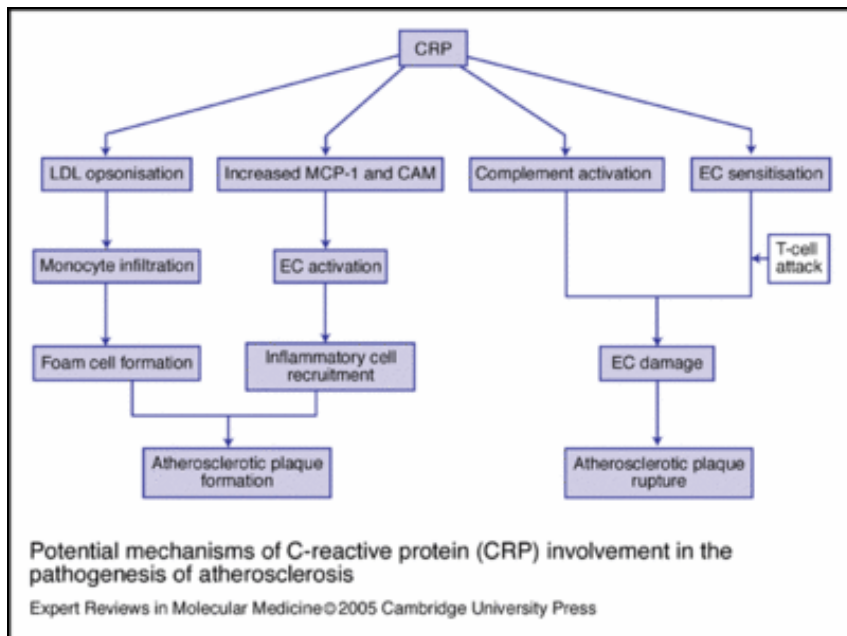 CRP
LDL opsonisation
Increased MCP-1 and CAM
Complement activation
EC sensitisation
Monocyte infiltration
EC activation
T-cell
attack
Foam cell formation
Inflammatory cell
recruitment
EC damage
Atherosclerotic plaque
formation
Atherosclerotic plaque
rupture
Potential mechanisms of C-reactive protein (CRP) involvement in the
pathogenesis of atherosclerosis
Expert Reviews in Molecular Medicine©2005 Cambridge University Press